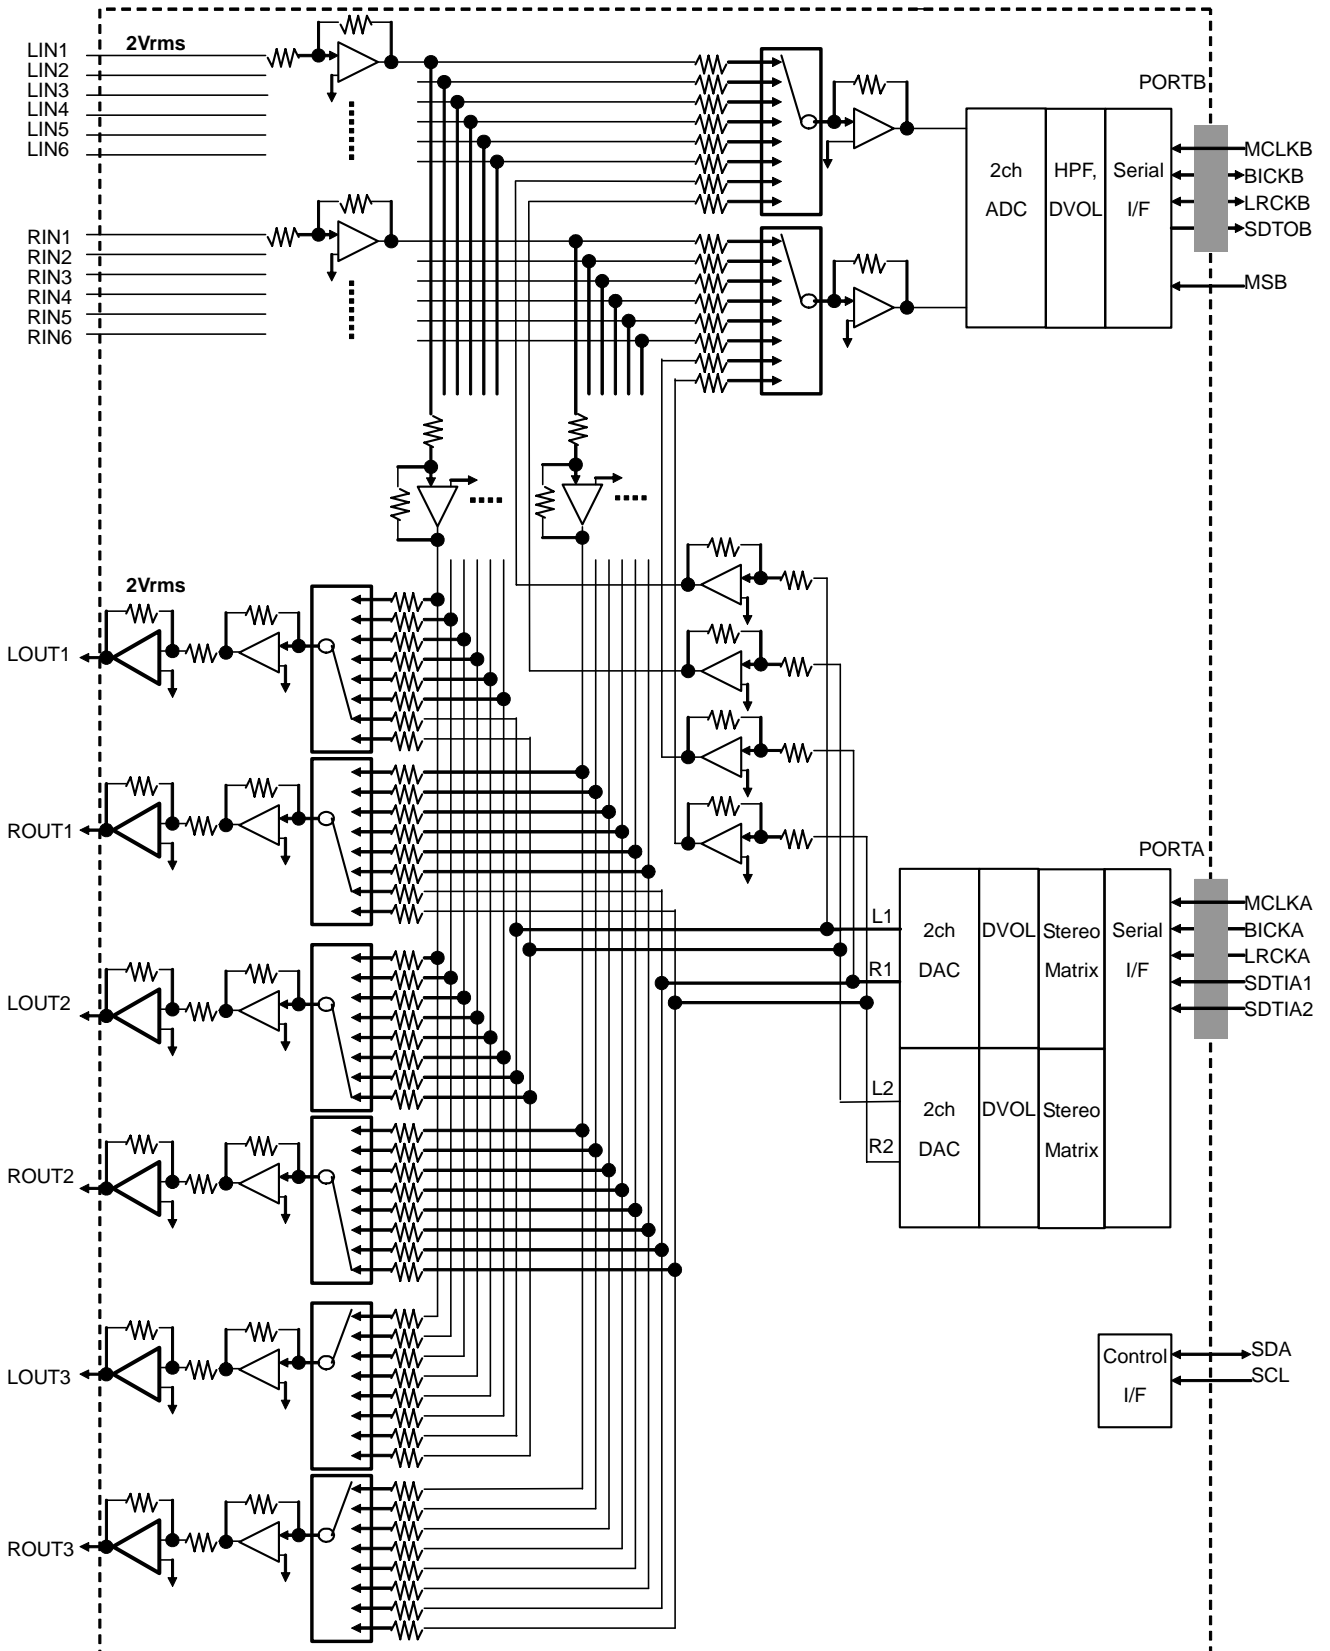 LIN1
LIN2
LIN3
LIN4
LIN5
LIN6
2Vrms
RIN1
RIN2
RIN3
RIN4
RIN5
RIN6
PORTB
2ch
ADC
HPF,
DVOL
Serial
I/F
MCLKB
BICKB
LRCKB
SDTOB
MSB
2Vrms
LOUT1
ROUT1
LOUT2
ROUT2
LOUT3
ROUT3
PORTA
L1
R1
L2
R2
2ch
DAC
DVOL
Stereo
Matrix
Serial
I/F
2ch
DAC
DVOL
Stereo
Matrix
MCLKA
BICKA
LRCKA
SDTIA1
SDTIA2
Control
I/F
SDA
SCL